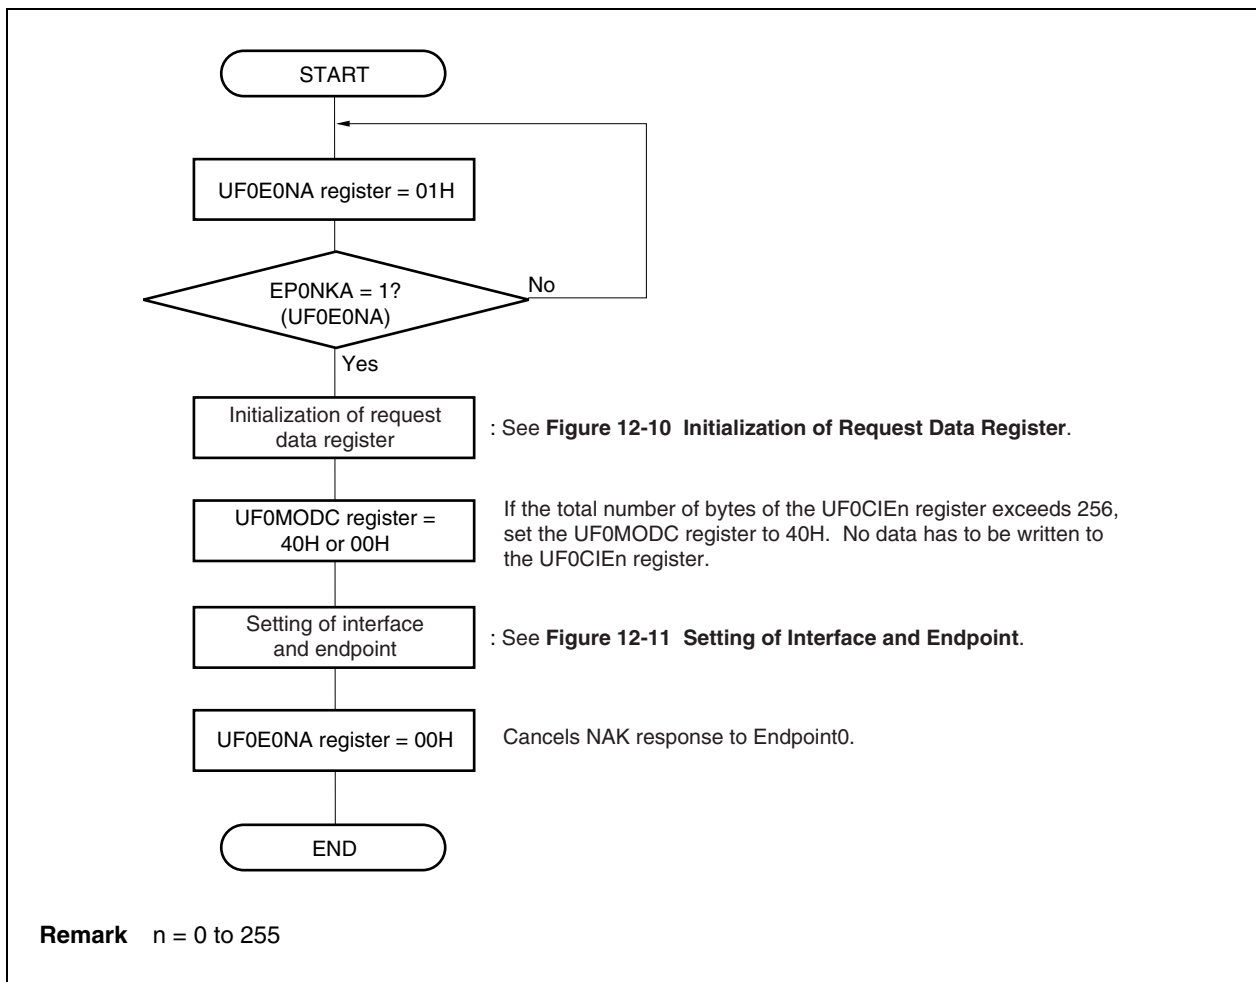 START
UF0E0NA register = 01H
EP0NKA = 1?
(UF0E0NA)
No
Yes
Initialization of request
data register
: See Figure 12-10 Initialization of Request Data Register.
UF0MODC register =
40H or 00H
If the total number of bytes of the UF0CIEn register exceeds 256,
set the UF0MODC register to 40H. No data has to be written to
the UF0CIEn register.
Setting of interface
and endpoint
: See Figure 12-11 Setting of Interface and Endpoint.
UF0E0NA register = 00H
Cancels NAK response to Endpoint0.
END
Remark n = 0 to 255